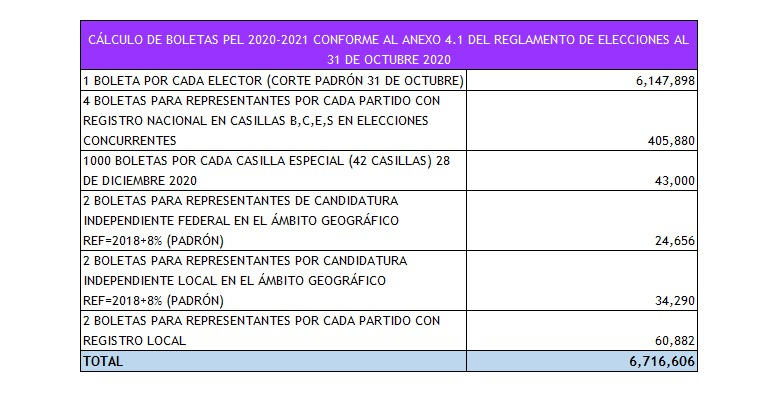 CÁLCULO DE BOLETAS PEL 2020-2021 CONFORME AL ANEXO 4.1 DEL REGLAMENTO DE ELECCIONES AL
31 DE OCTUBRE 2020
1 BOLETA POR CADA ELECTOR (CORTE PADRÓN 31 DE OCTUBRE) 6,147,898
4 BOLETAS PARA REPRESENTANTES POR CADA PARTIDO CON
REGISTRO NACIONAL EN CASILLAS B,C,E,S EN ELECCIONES
CONCURRENTES 405,880
1000 BOLETAS POR CADA CASILLA ESPECIAL (42 CASILLAS) 28
DE DICIEMBRE 2020 43,000
2 BOLETAS PARA REPRESENTANTES DE CANDIDATURA
INDEPENDIENTE FEDERAL EN EL ÁMBITO GEOGRÁFICO
REF=2018+8% (PADRÓN) 24,656
2 BOLETAS PARA REPRESENTANTES POR CANDIDATURA
INDEPENDIENTE LOCAL EN EL ÁMBITO GEOGRÁFICO
REF=2018+8% (PADRÓN) 34,290
2 BOLETAS PARA REPRESENTANTES POR CADA PARTIDO CON
REGISTRO LOCAL 60,882
TOTAL 6,716,606